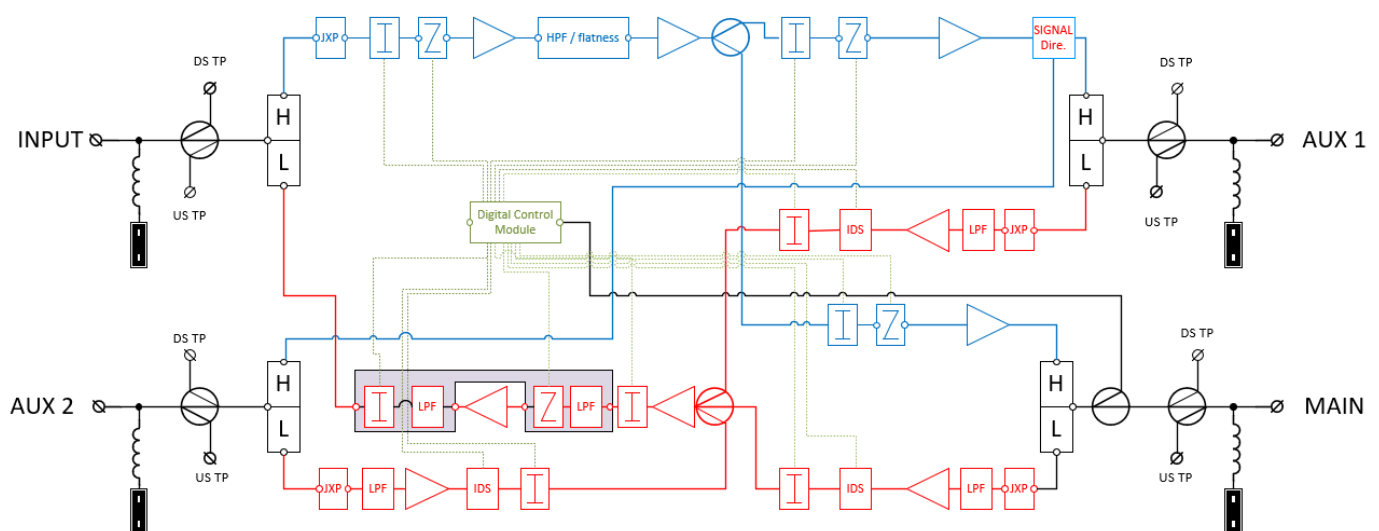 JXP
HPF / flatness
SIGNAL
Dire.
DS TP
DS TP
H
H
INPUT
AUX 1
L
L
US TP
US TP
Digital Control
Module
IDS
LPF
JXP
DS TP
DS TP
H
H
AUX 2
LPF
LPF
MAIN
L
L
US TP
US TP
JXP
LPF
IDS
IDS
LPF
JXP